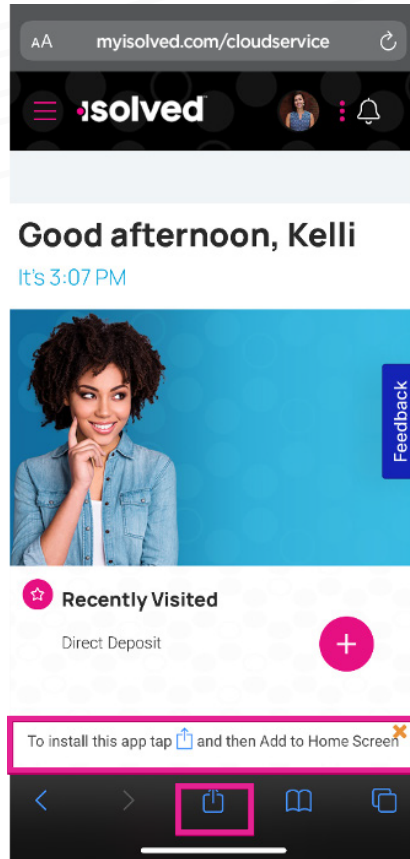 AA myisolved.com/cloudservice
isolved
Good afternoon, Kelli
It's 3:07 PM
Feedback
Recently Visited
Direct Deposit
To install this app tap and then Add to Home Screen